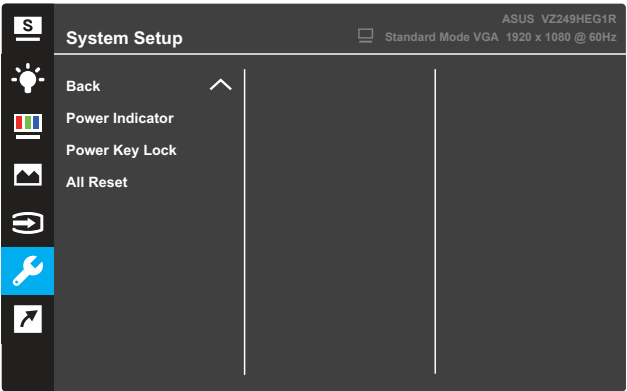 S
ASUS VZ249HEG1R
System Setup
Standard Mode VGA 1920 x 1080 @ 60Hz
Back
Power Indicator
Power Key Lock
All Reset